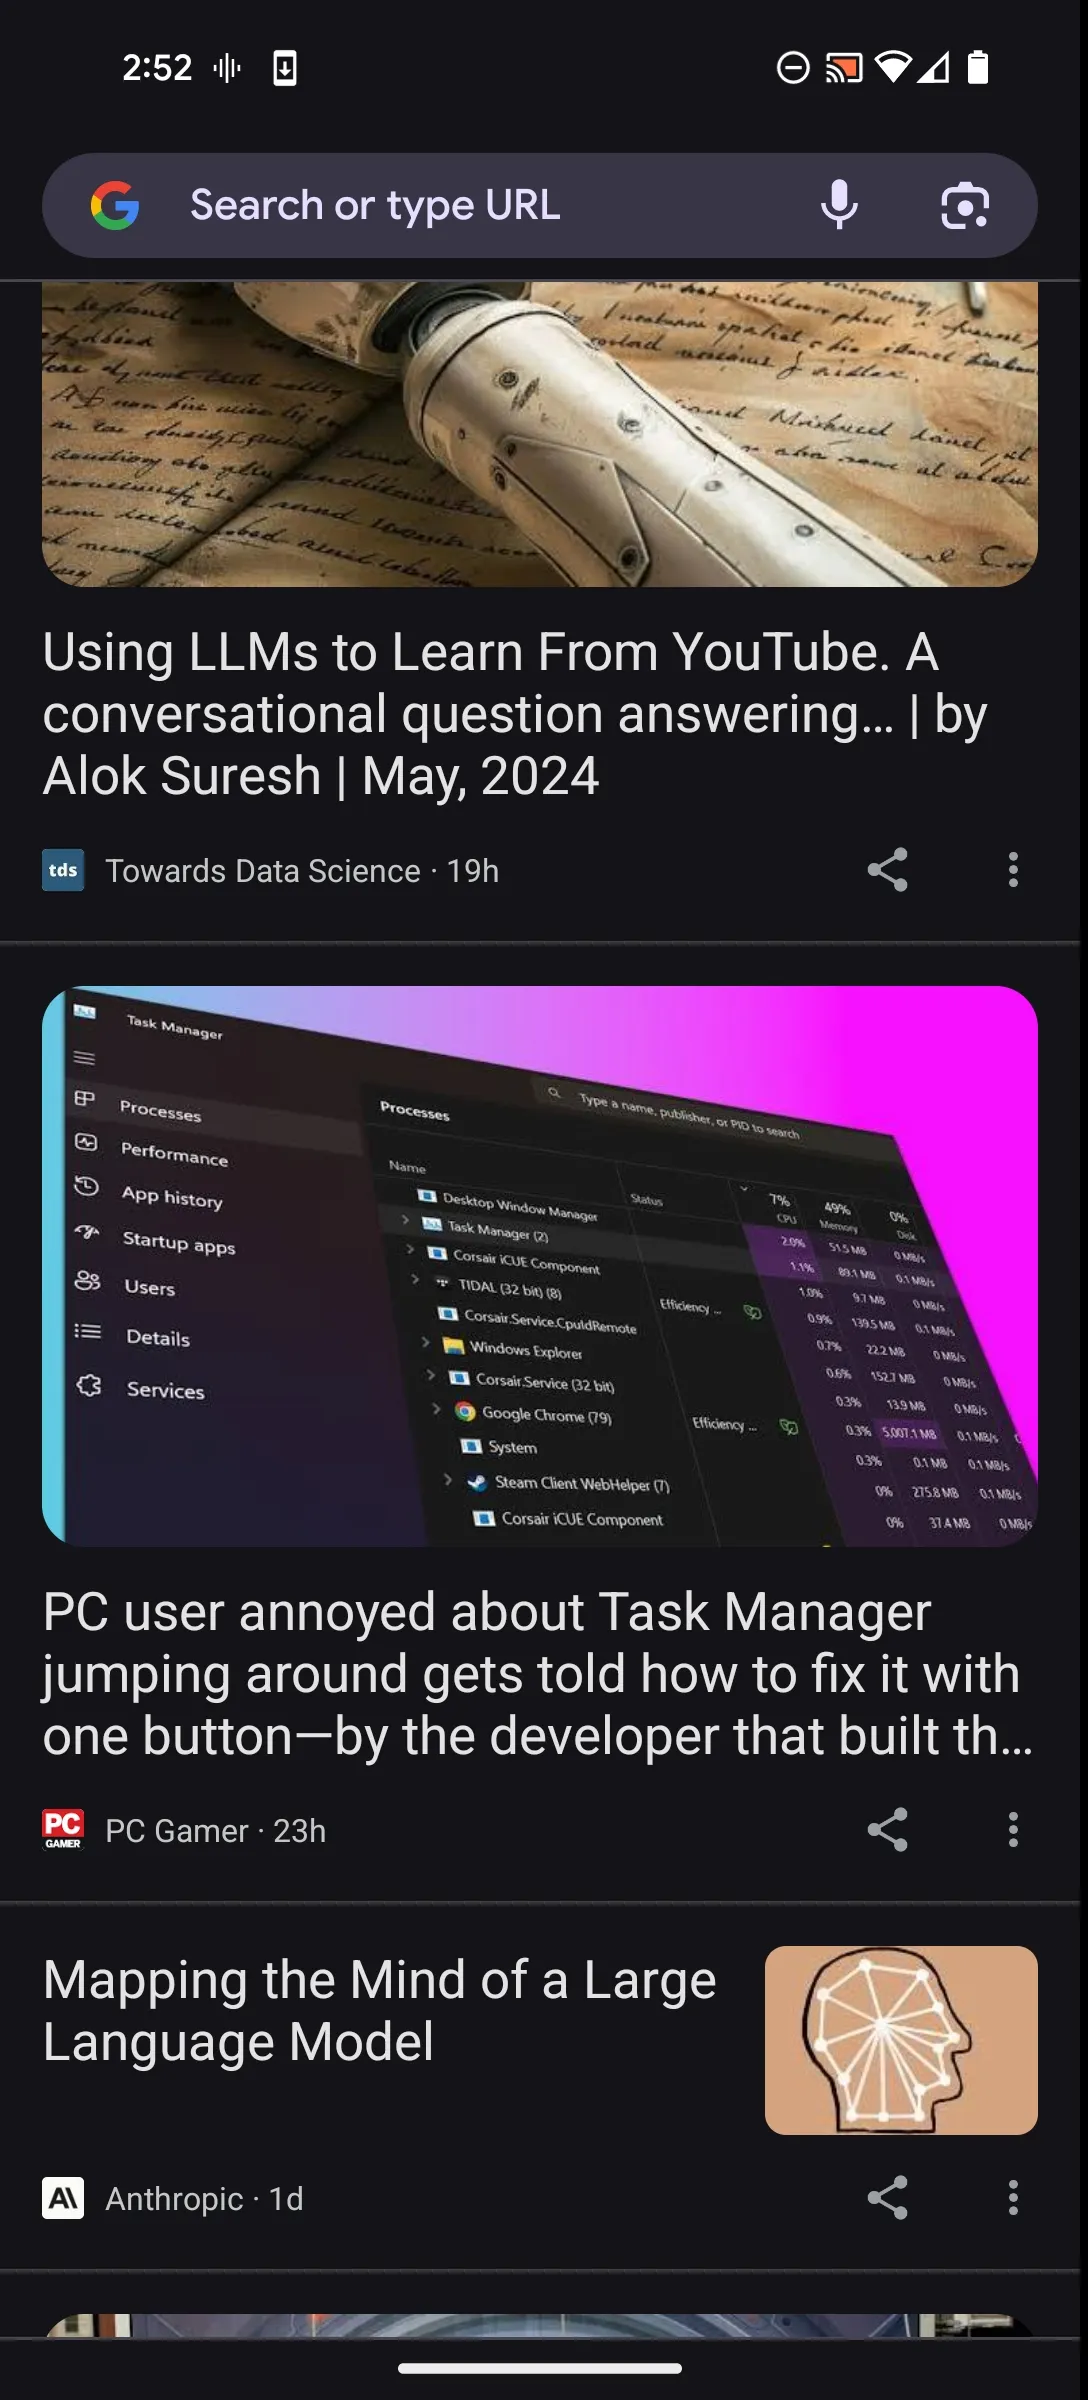 2:52
Search or type URL
Using LLMs to Learn From YouTube. A
conversational question answering... | by
Alok Suresh | May, 2024
tds Towards Data Science · 19h
Task Manager
Type a name, publisher, or PID to search
Processes
Performance
App history
Startup apps
Users
Details
Services
Processes
Name Status 7% CPU 49% Memory 0% Disk
Desktop Window Manager 2.0% 51.5 MB 0 MB/s
Task Manager (2) 1.1% 89.1 MB 0.1 MB/s
Corsair iCUE Component 1.0% 9.7 MB 0 MB/s
TIDAL (32 bit) (8) Efficiency ... 0.9% 139.5 MB 0.1 MB/s
Corsair.Service.CpuIdRemote 0.7% 22.2 MB 0 MB/s
Windows Explorer 0.6% 152.7 MB 0 MB/s
Corsair.Service (32 bit) 0.3% 13.9 MB 0 MB/s
Google Chrome (79) Efficiency ... 0.3% 5,007.1 MB 0.1 MB/s
System 0.3% 0.1 MB 0.1 MB/s
Steam Client WebHelper (7) 0% 275.8 MB 0.1 MB/s
Corsair iCUE Component 0% 37.4 MB 0 MB/s
PC user annoyed about Task Manager
jumping around gets told how to fix it with
one button—by the developer that built th...
PC GAMER PC Gamer · 23h
Mapping the Mind of a Large
Language Model
AI Anthropic · 1d